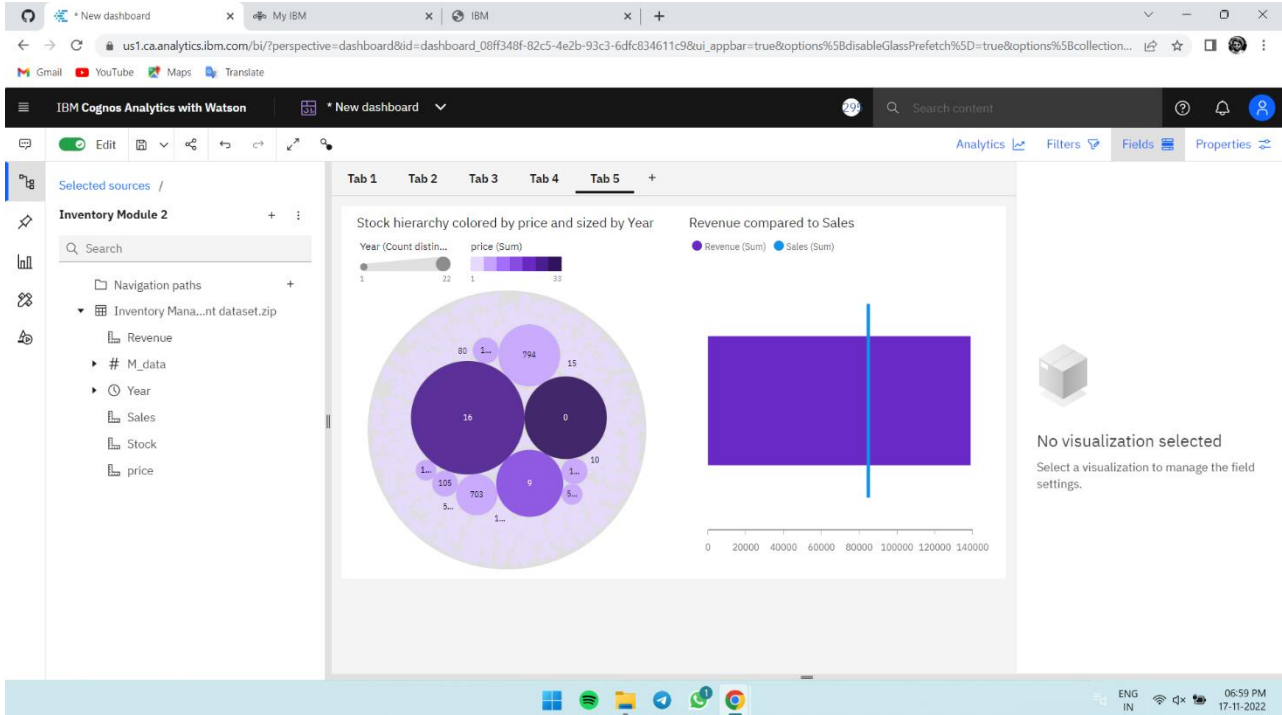 * New dashboard
My IBM
IBM
us1.ca.analytics.ibm.com/bi/?perspective=dashboard&id=dashboard_08ff348f-82c5-4e2b-93c3-6dfc834611c9&ui_appbar=true&options%5BdisableGlassPrefetch%5D=true&options%5Bcollection...
Gmail YouTube Maps Translate
IBM Cognos Analytics with Watson
* New dashboard
Search content
Edit
Analytics Filters Fields Properties
Selected sources /
Inventory Module 2
Search
Navigation paths
Inventory Mana...nt dataset.zip
Revenue
# M_data
Year
Sales
Stock
price
Tab 1 Tab 2 Tab 3 Tab 4 Tab 5 +
Stock hierarchy colored by price and sized by Year
Year (Count distin... price (Sum)
1 22 1 33
80 1... 794 15
16 0
10
1... 105 703 9 1...
5... 1... 5...
Revenue compared to Sales
Revenue (Sum) Sales (Sum)
0 20000 40000 60000 80000 100000 120000 140000
No visualization selected
Select a visualization to manage the field
settings.
1
ENG
IN
06:59 PM
17-11-2022